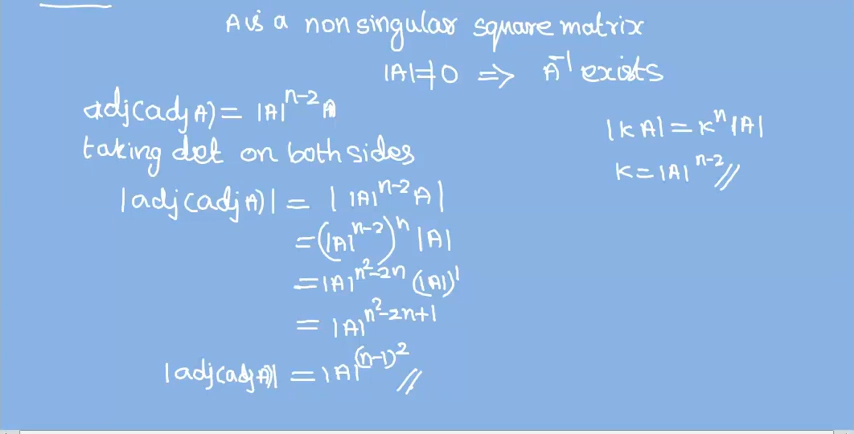 A is a non singular square matrix
|A|≠0 ⇒ A⁻¹ exists
adj(adj A) = |A|ⁿ⁻² A
taking det on both sides
|adj(adj A)| = | |A|ⁿ⁻² A|
= (|A|ⁿ⁻²)ⁿ |A|
= |A|ⁿ²⁻²ⁿ (|A|)¹
= |A|ⁿ²⁻²ⁿ⁺¹
|adj(adj A)| = |A|^(n-1)² //
|K A| = Kⁿ |A|
K = |A|ⁿ⁻² //